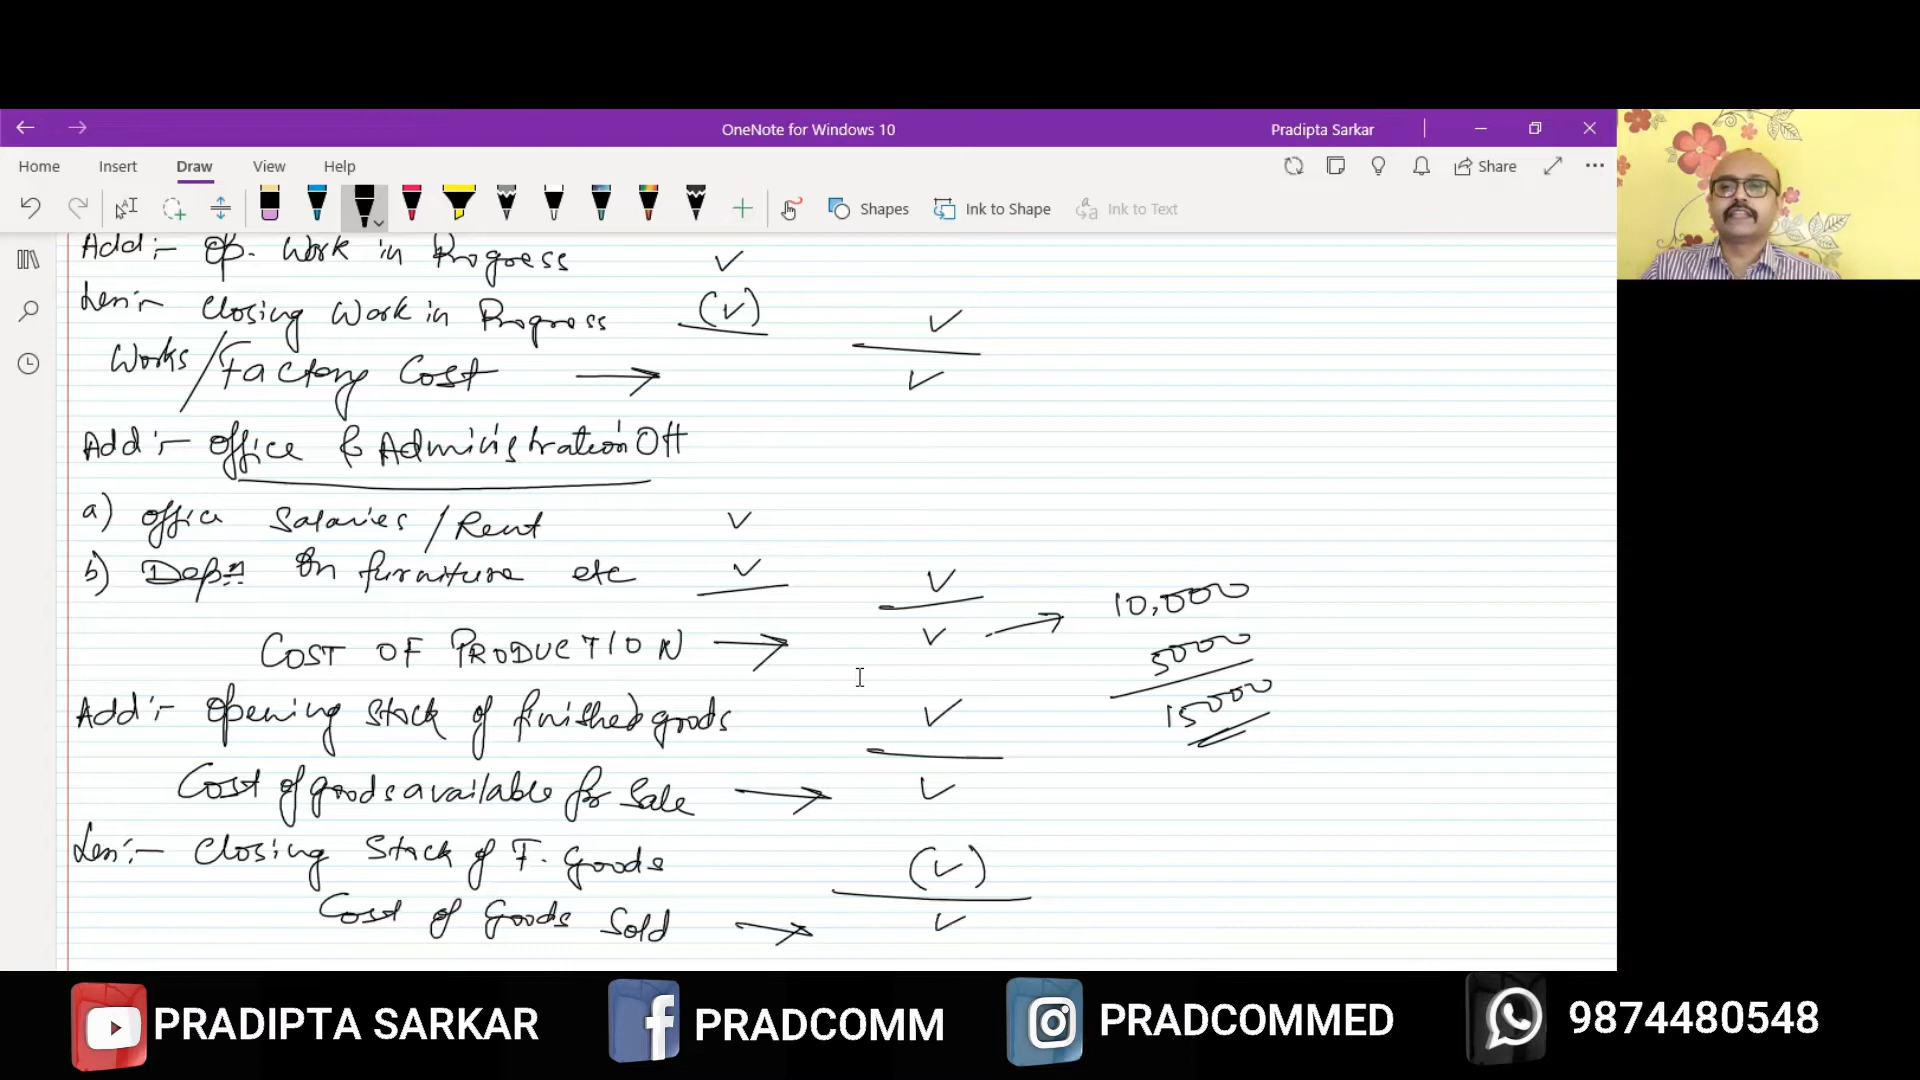 OneNote for Windows 10
Pradipta Sarkar
Home Insert Draw View Help
Share
Shapes Ink to Shape Ink to Text
Add :- Op. Work in Progress
Less :- Closing Work in Progress
Works / Factory Cost
Add :- Office & Administration OH
a) Office Salaries / Rent
b) Depn on furniture etc
COST OF PRODUCTION
10,000
5000
15000
Add :- Opening Stock of finished goods
Cost of goods available for Sale
Less :- Closing Stock of F. Goods
Cost of Goods Sold
PRADIPTA SARKAR PRADCOMM PRADCOMMED 9874480548